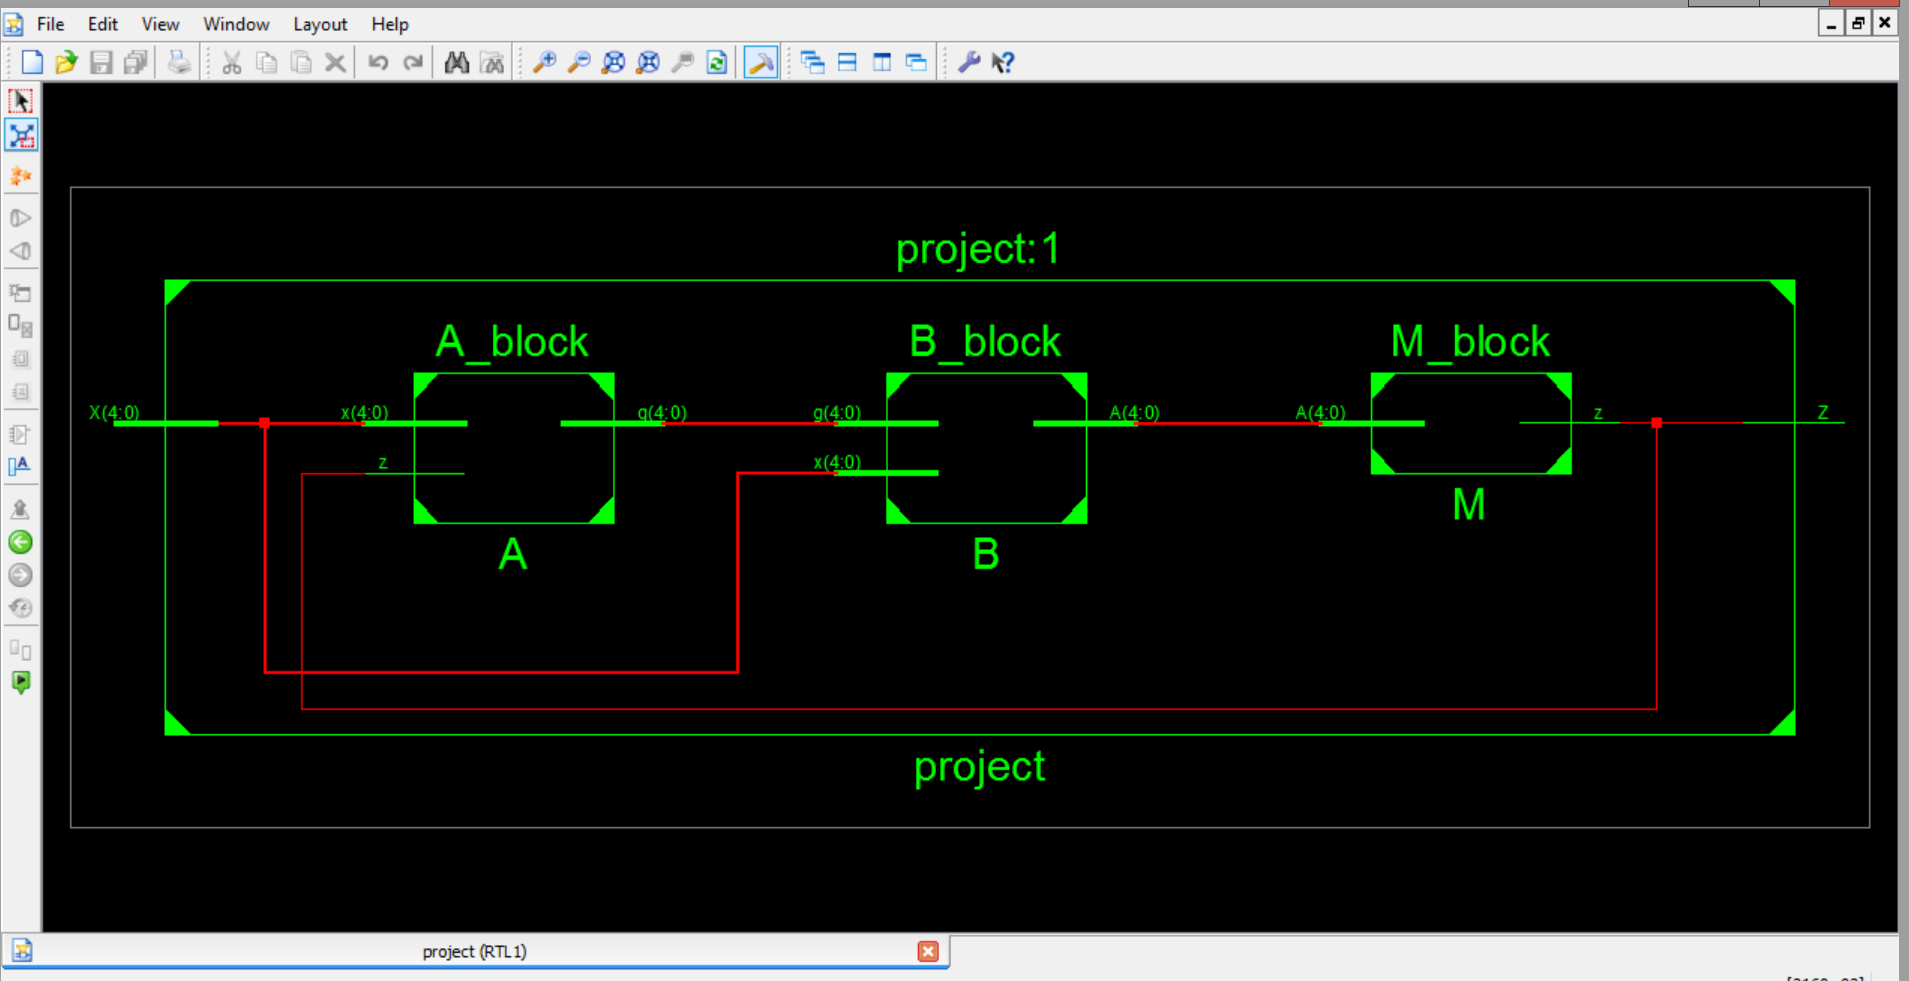 File Edit View Window Layout Help
project:1
A_block B_block M_block
X(4:0) x(4:0) g(4:0) g(4:0) A(4:0) A(4:0) z Z
z x(4:0)
M
A B
project
project (RTL1)